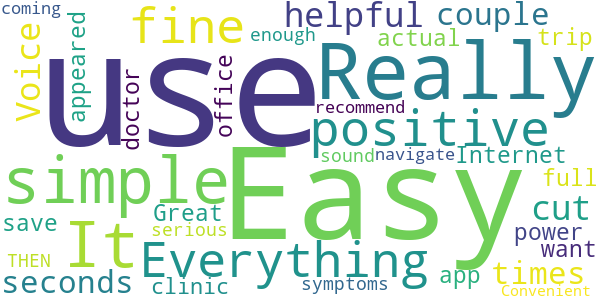 coming
appeared
Voice
fine
enough
helpful
couple
actual
trip
use
Really
doctor
office
recommend
positive
simple
Easy
sound
navigate
Internet
full
save
It
Great
serious
cut
power
want
THEN
seconds
Everything
clinic
symptoms
app
times
Convenient